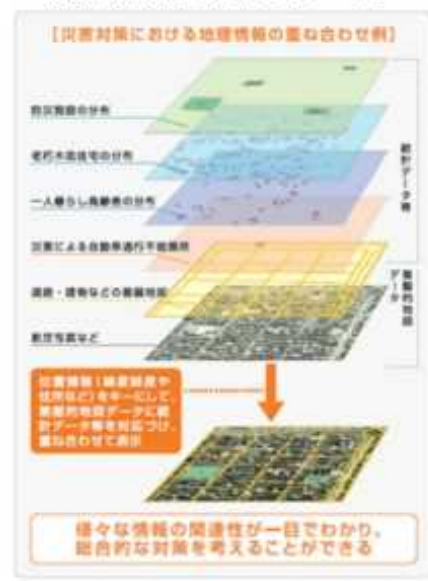 【災害対策における地理情報の重ね合わせ例】
防災施設の分布
老朽木造住宅の分布
一人暮らし高齢者の分布
災害による自動車通行不能箇所
道路・建物などの基盤地図
航空写真など
統計データ等
基盤的地図
データ
位置情報(緯度経度や
住所など)をキーにして、
基盤的地図データに統
計データ等を対応づけ、
重ね合わせて表示
様々な情報の関連性が一目でわかり、
総合的な対策を考えることができる